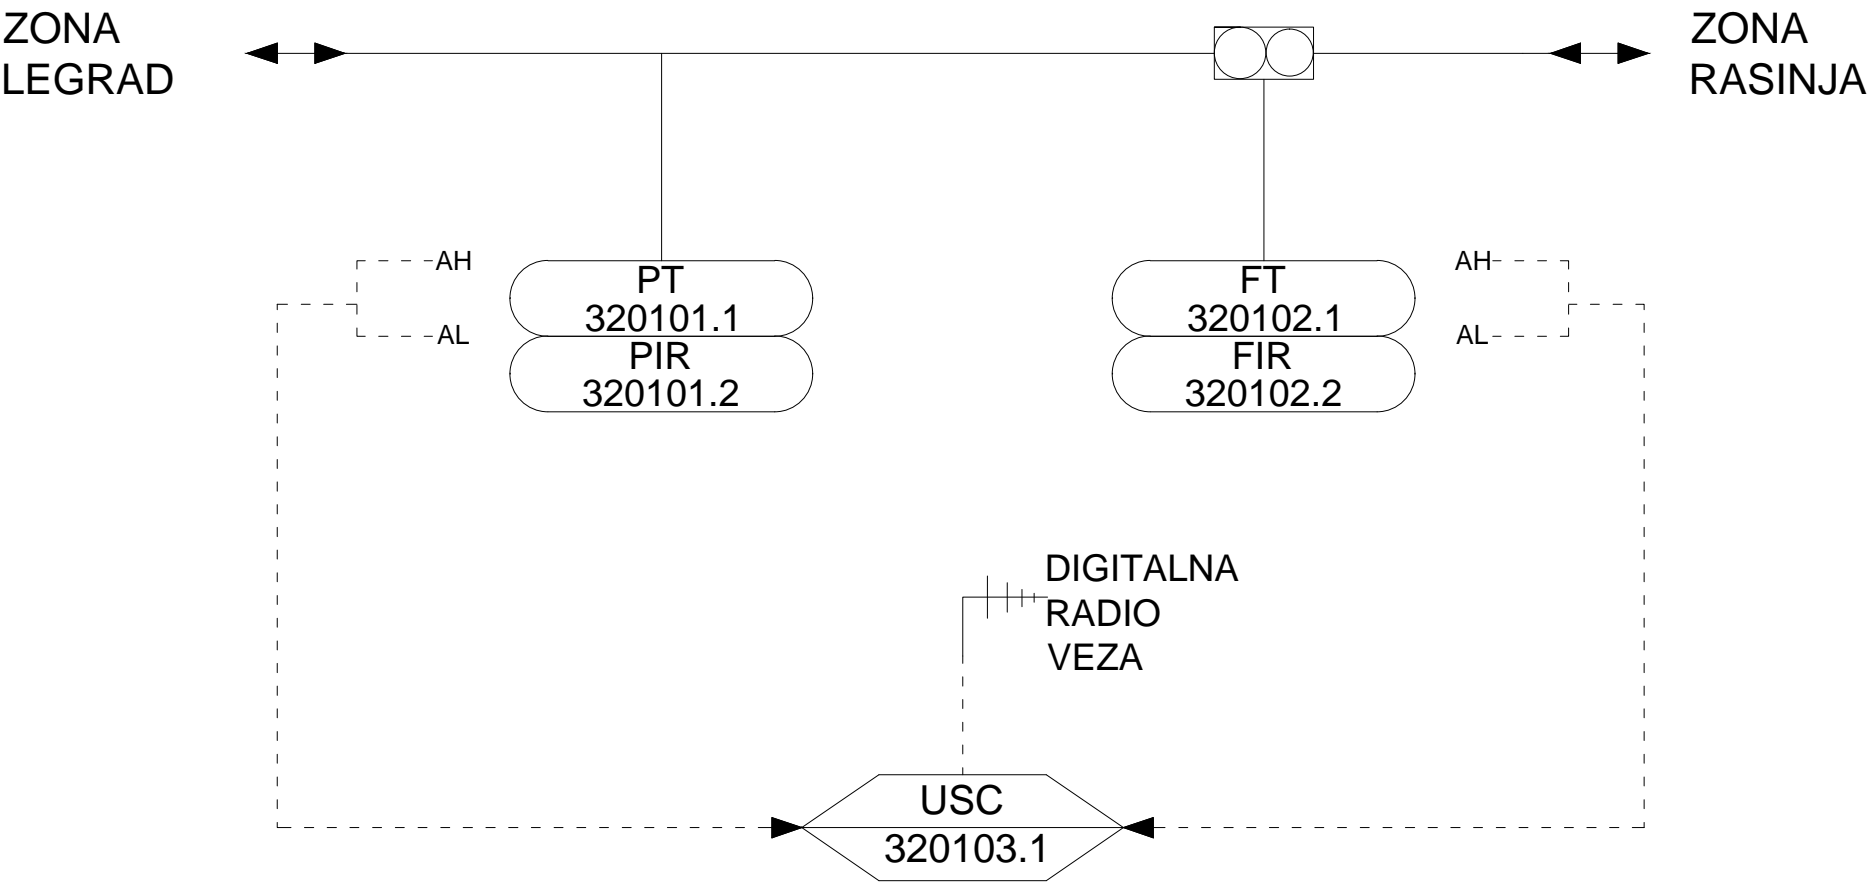 ZONA
LEGRAD
ZONA
RASINJA
AH
AL
PT
320101.1
PIR
320101.2
FT
320102.1
FIR
320102.2
AH
AL
DIGITALNA
RADIO
VEZA
USC
320103.1